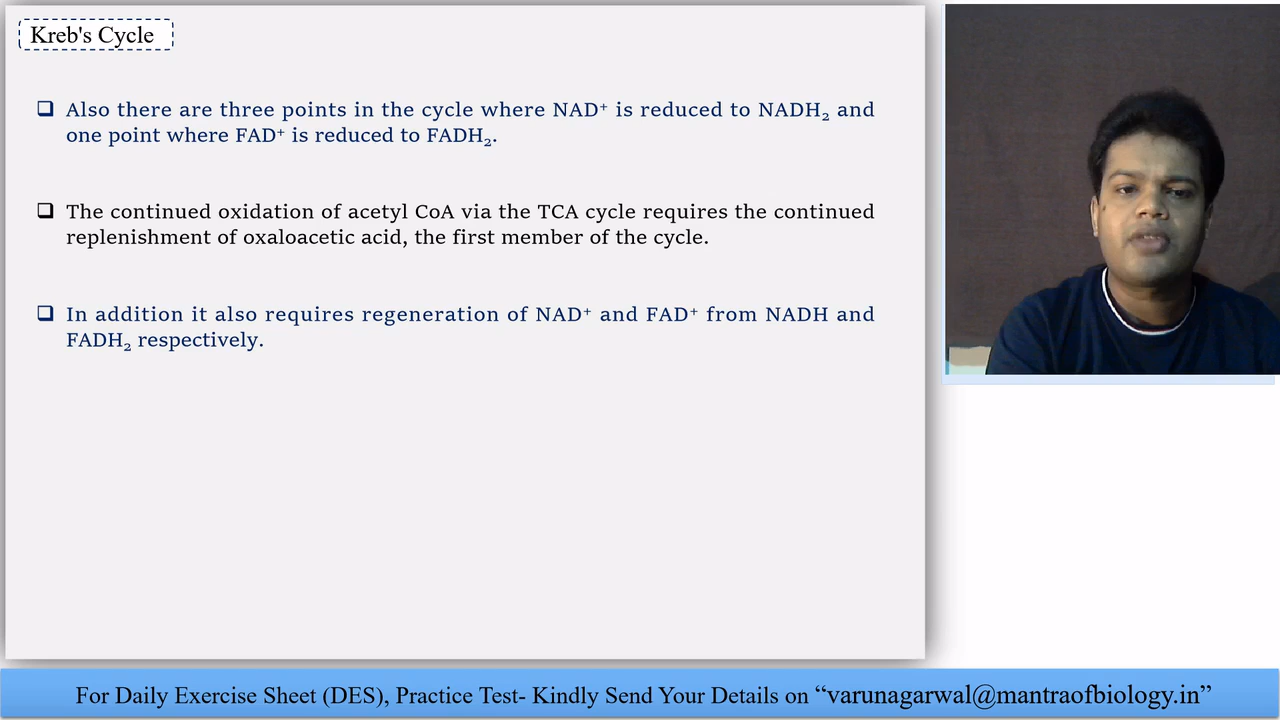 Kreb's Cycle
❑ Also there are three points in the cycle where NAD⁺ is reduced to NADH₂ and
one point where FAD⁺ is reduced to FADH₂.
❑ The continued oxidation of acetyl CoA via the TCA cycle requires the continued
replenishment of oxaloacetic acid, the first member of the cycle.
❑ In addition it also requires regeneration of NAD⁺ and FAD⁺ from NADH and
FADH₂ respectively.
For Daily Exercise Sheet (DES), Practice Test- Kindly Send Your Details on “varunagarwal@mantraofbiology.in”